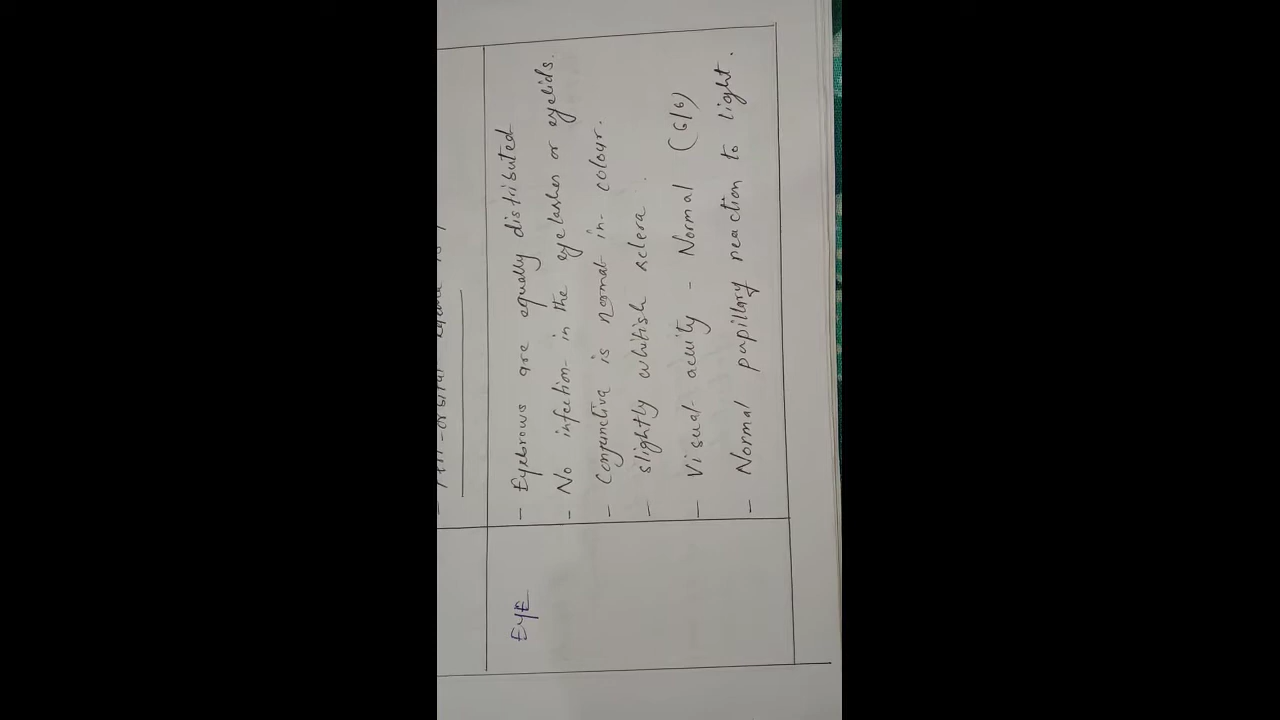 EYE
- Eyebrows are equally distributed
- No infection in the eyelashes or eyelids.
- Conjunctiva is normal in colour.
- slightly whitish sclera.
- Visual acuity - Normal (6/6)
- Normal pupillary reaction to light.